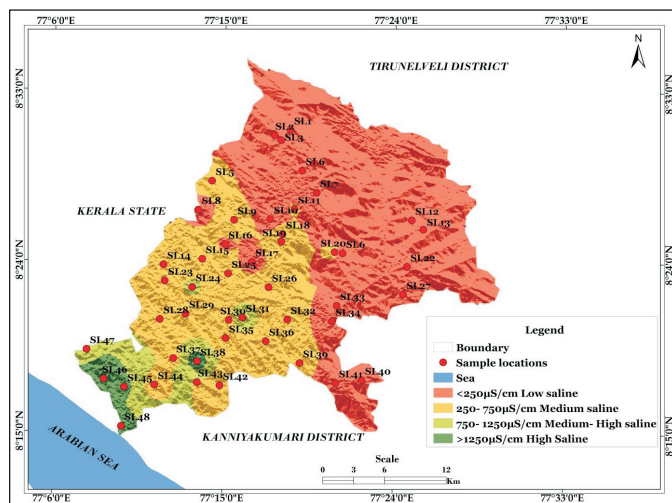 77°6'0"E 77°15'0"E 77°24'0"E 77°33'0"E
N
TIRUNELVELI DISTRICT
8°33'0"N 8°33'0"N
SL1
SL2
SL3
SL6
SL5
SL7
KERALA STATE
SL8
SL11
SL9
SL10
SL12
SL13
SL18
SL19
SL16
SL20 SL6
SL17
SL15
SL14
8°24'0"N 8°24'0"N
SL25
SL22
SL23
SL24
SL26
SL27
SL33
SL28
SL29
SL30
SL31
SL32
SL34
SL35
SL36
SL47
SL37
SL38
SL39
SL46
SL45
SL44
SL43
SL42
SL41
SL40
SL48
Legend
Boundary
Sample locations
Sea
<250µS/cm Low saline
250- 750µS/cm Medium saline
750- 1250µS/cm Medium- High saline
>1250µS/cm High Saline
8°15'0"N 8°15'0"N
KANNIYAKUMARI DISTRICT
ARABIAN SEA
Scale
0 3 6 12
Km
77°6'0"E 77°15'0"E 77°24'0"E 77°33'0"E